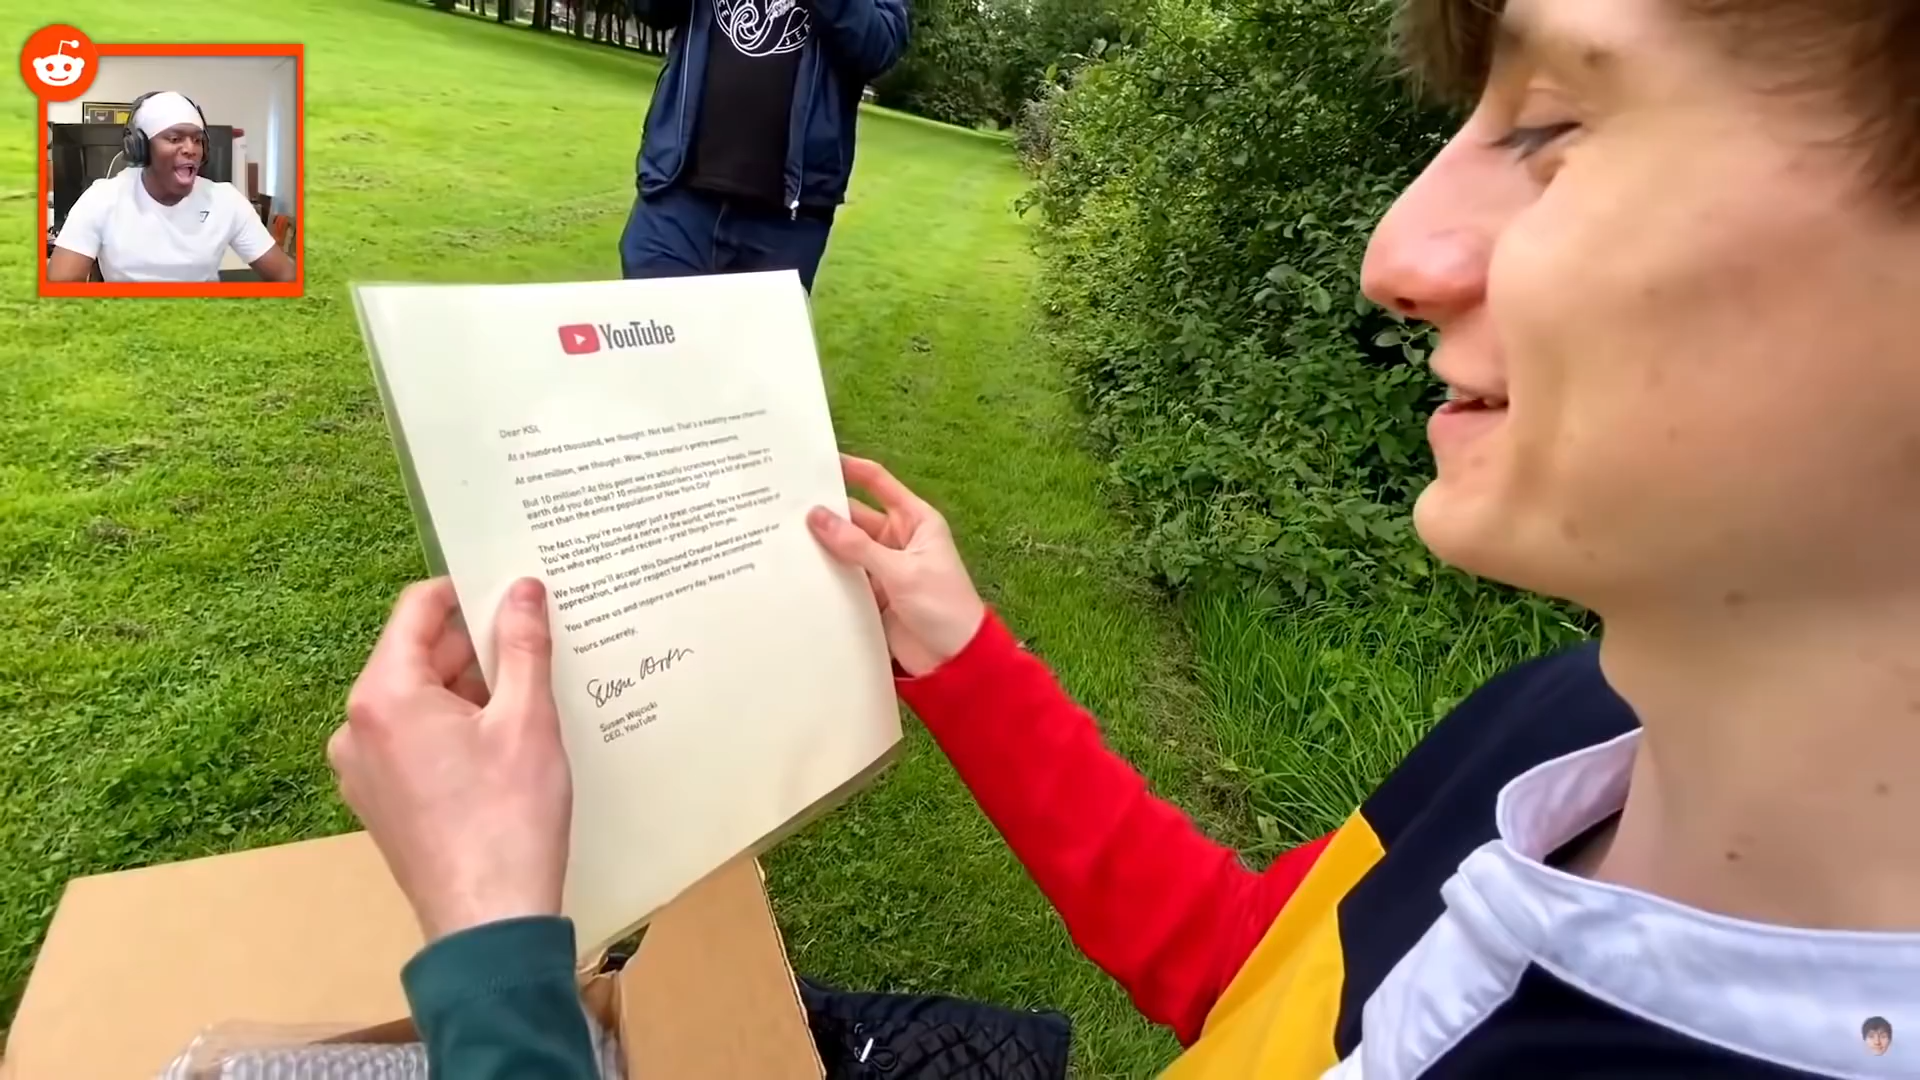 YouTube
Dear KSI,
At a hundred thousand, we thought: Not bad. That's a healthy new channel.
At one million, we thought: Wow, this creator's pretty awesome.
But 10 million? At this point we're actually scratching our heads. How on
earth did you do that? 10 million subscribers isn't just a lot of people. It's
more than the entire population of New York City!
The fact is, you're no longer just a great channel. You're a movement.
You've clearly touched a nerve in the world, and you've found a legion of
fans who expect – and receive – great things from you.
We hope you'll accept this Diamond Creator Award as a token of our
appreciation, and our respect for what you've accomplished.
You amaze us and inspire us every day. Keep it coming.
Yours sincerely,
Susan Wojcicki
CEO, YouTube